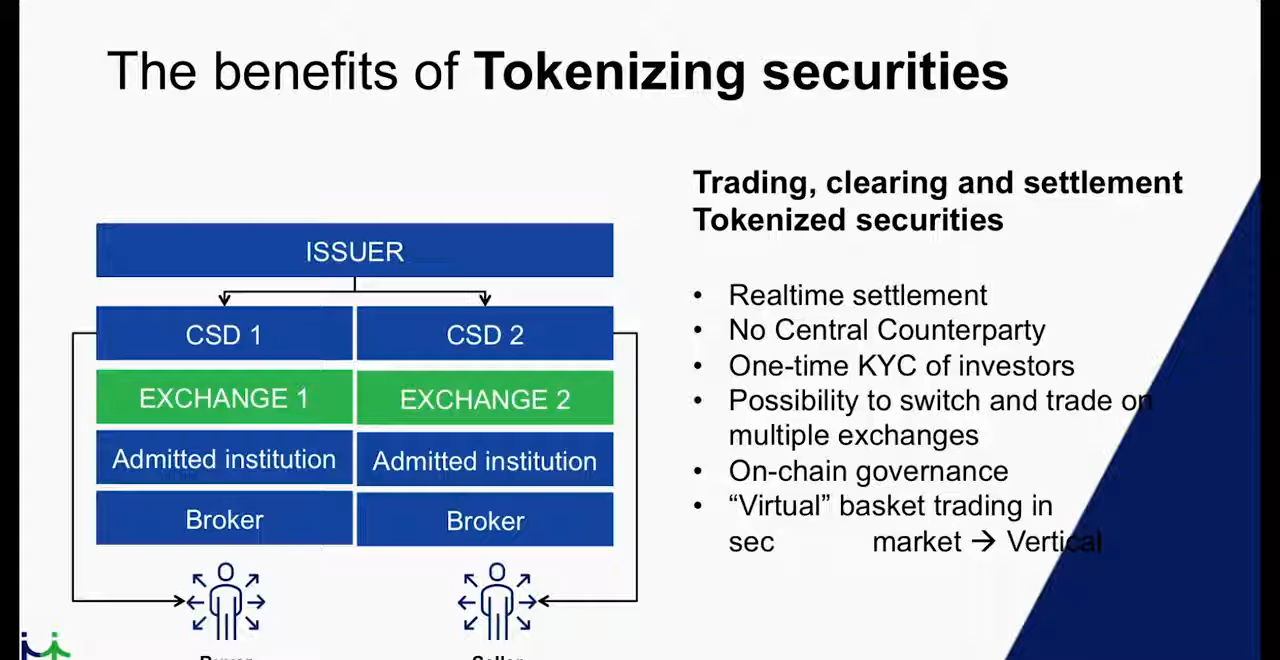 The benefits of Tokenizing securities
Trading, clearing and settlement
Tokenized securities
ISSUER
CSD 1
CSD 2
EXCHANGE 1
EXCHANGE 2
Admitted institution
Admitted institution
Broker
Broker
• Realtime settlement
• No Central Counterparty
• One-time KYC of investors
• Possibility to switch and trade on
multiple exchanges
• On-chain governance
• “Virtual” basket trading in
sec market → Vertical